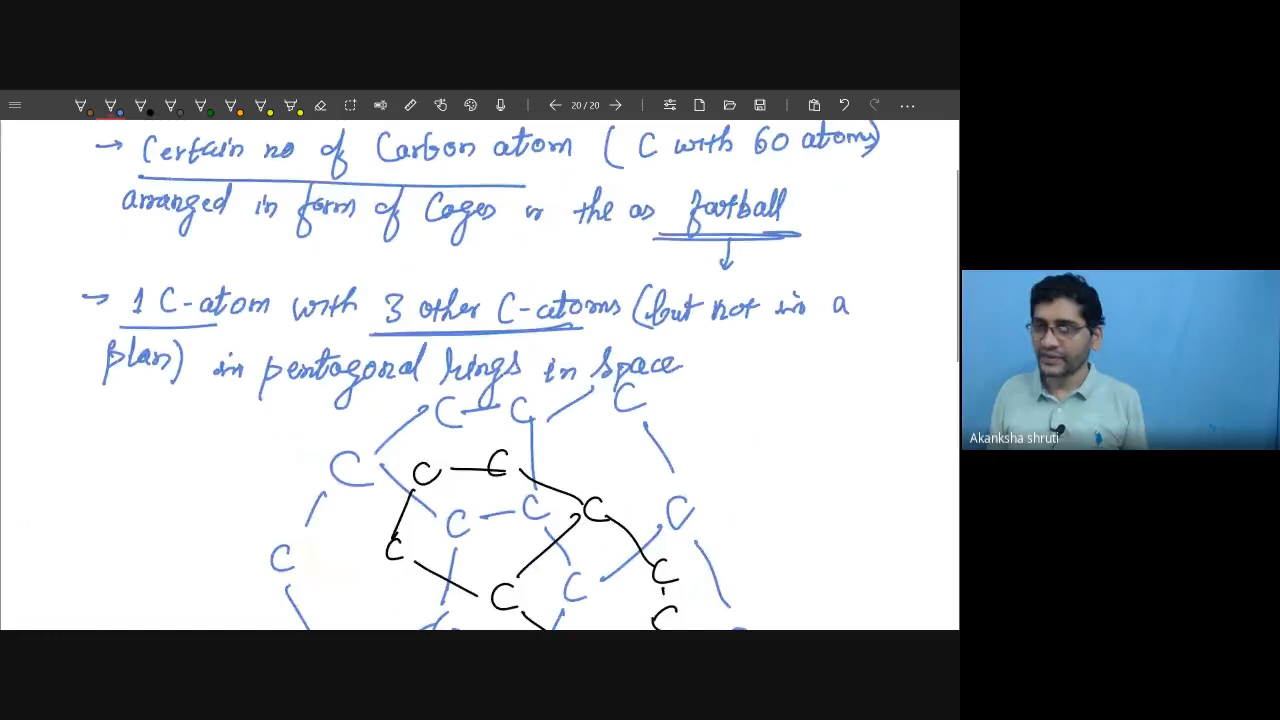 20 / 20
→ Certain no of Carbon atom ( C with 60 atoms)
arranged in form of Cages in the as football
→ 1 C-atom with 3 other C-atoms (but not in a
plan) in pentagonal rings in space
C C C
C C C
C C C C
C C C
C C C
C
Akanksha shruti